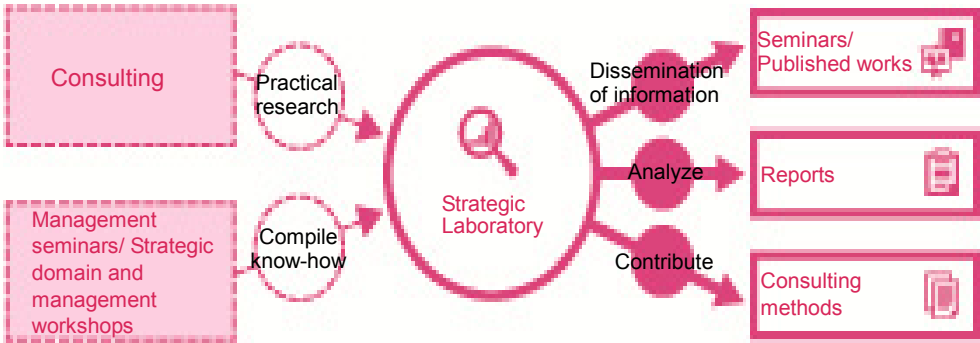 Consulting
Practical
research
Management
seminars/ Strategic
domain and
management
workshops
Compile
know-how
Strategic
Laboratory
Dissemination
of information
Seminars/
Published works
Analyze
Reports
Contribute
Consulting
methods